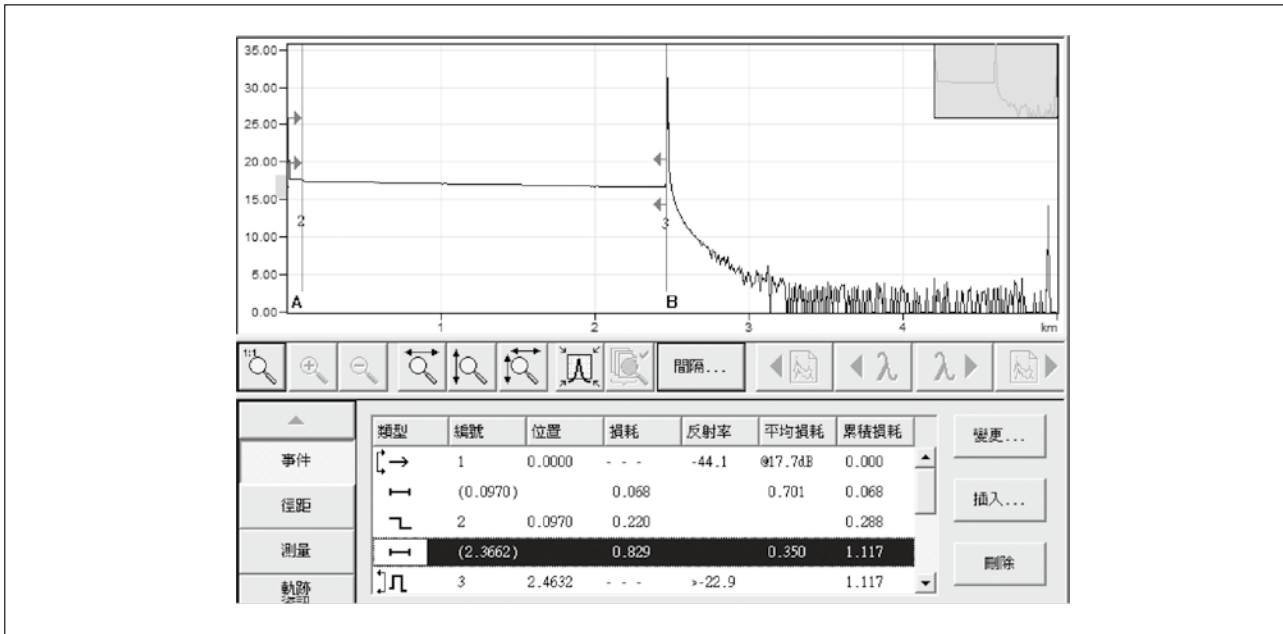 35.00
30.00
25.00
20.00
15.00
10.00
5.00
0.00
2
3
A
B
1 2 3 4 km
1:1
間隔...
λ
λ
事件
徑距
測量
軌跡
類型 編號 位置 損耗 反射率 平均損耗 累積損耗
1 0.0000 - - - -44.1 @17.7dB 0.000
(0.0970) 0.068 0.701 0.068
2 0.0970 0.220 0.288
(2.3662) 0.829 0.350 1.117
3 2.4632 - - - >-22.9 1.117
變更...
插入...
刪除